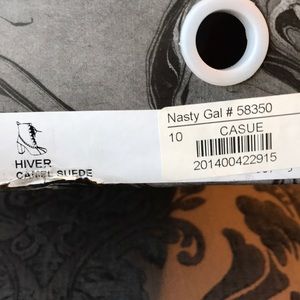 Nasty Gal # 58350
10 CASUE
201400422915
HIVER
CAMEL SUEDE